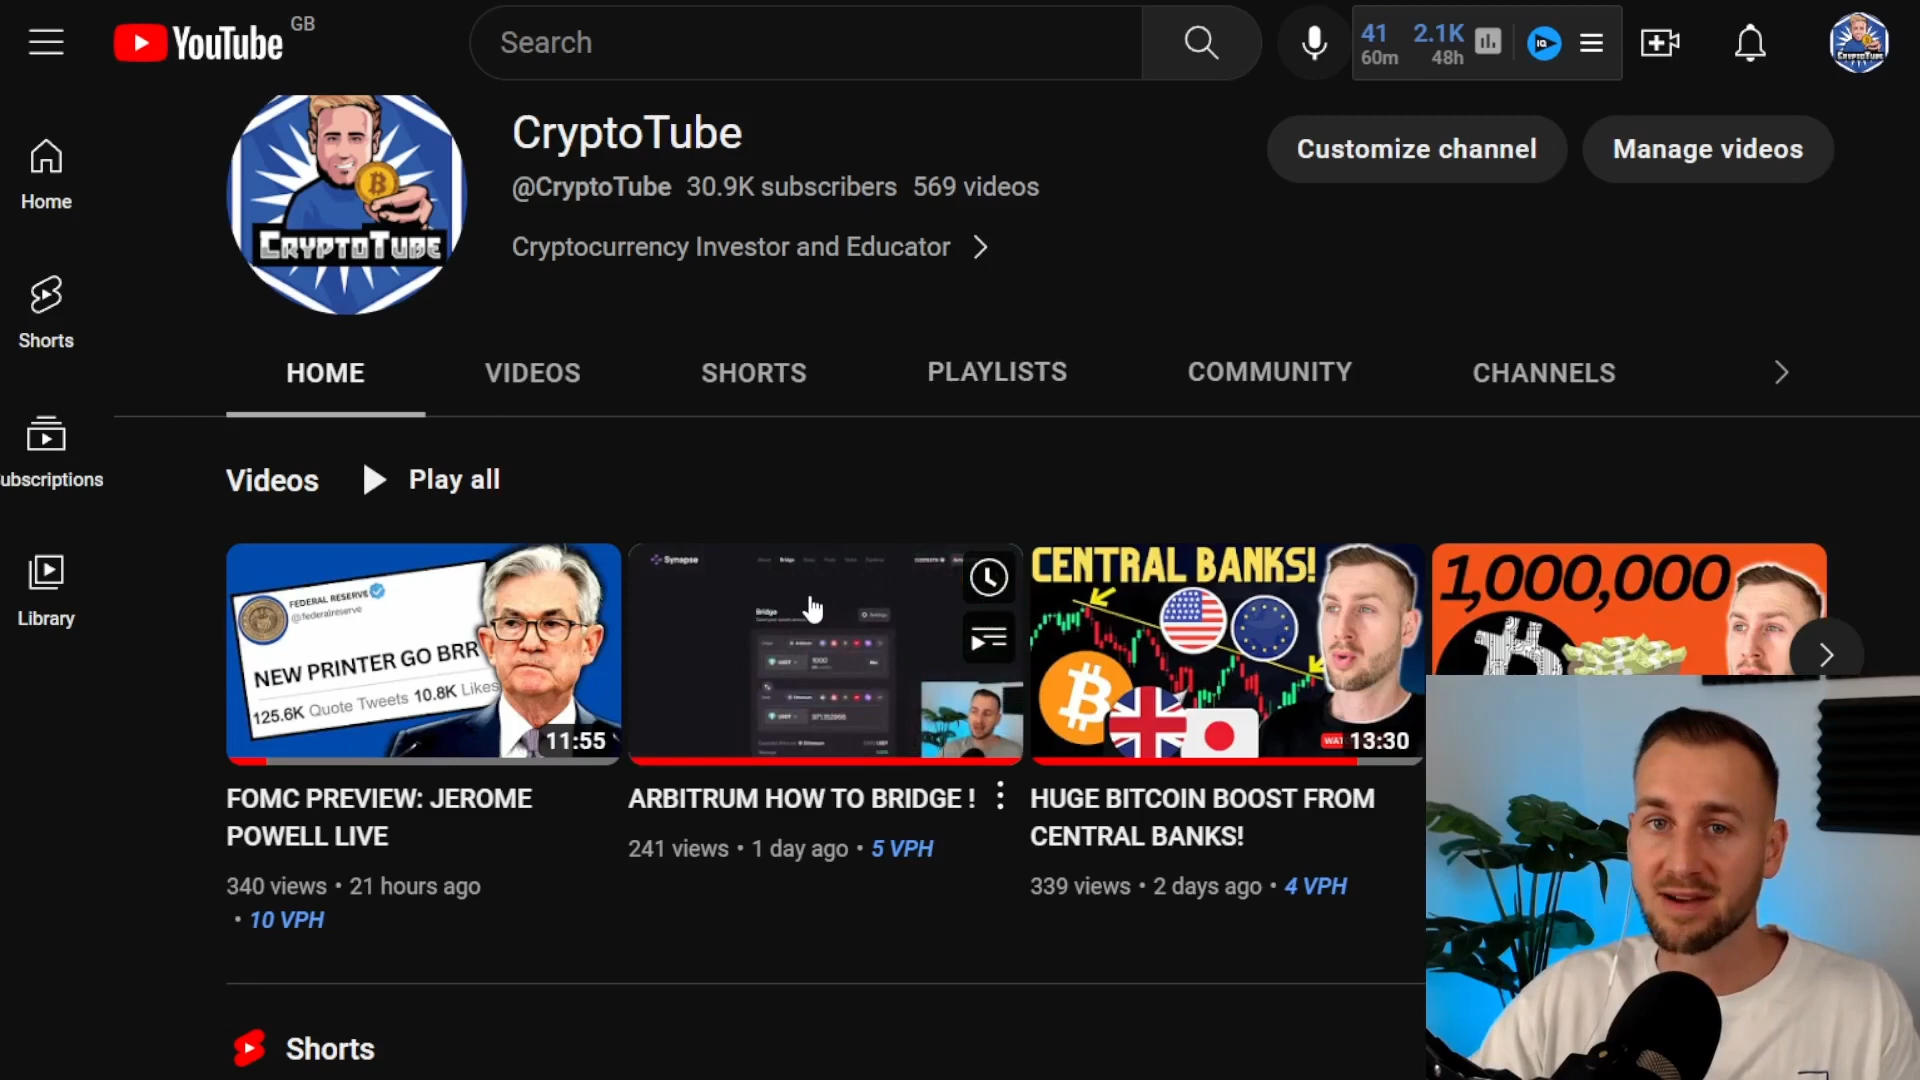 YouTube GB
Search
41 2.1K
60m 48h
IQ
Home
Shorts
ubscriptions
Library
CRYPTOTUBE
CryptoTube
@CryptoTube 30.9K subscribers 569 videos
Cryptocurrency Investor and Educator
Customize channel
Manage videos
HOME VIDEOS SHORTS PLAYLISTS COMMUNITY CHANNELS
Videos Play all
FEDERAL RESERVE
@federalreserve
NEW PRINTER GO BRR
125.6K Quote Tweets 10.8K Likes
11:55
FOMC PREVIEW: JEROME
POWELL LIVE
340 views • 21 hours ago
• 10 VPH
Synapse
Bridge
Bridge
1000
ARBITRUM HOW TO BRIDGE !
241 views • 1 day ago • 5 VPH
CENTRAL BANKS!
WAT 13:30
HUGE BITCOIN BOOST FROM
CENTRAL BANKS!
339 views • 2 days ago • 4 VPH
1,000,000
Shorts